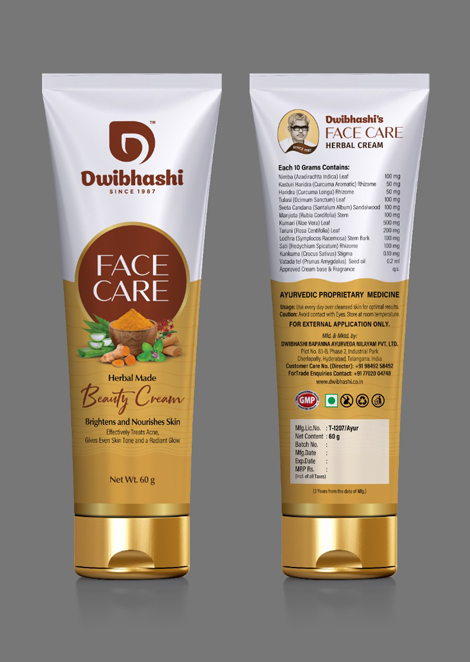 Dwibhashi
™
SINCE 1987
FACE
CARE
Herbal Made
Beauty Cream
Brightens and Nourishes Skin
Effectively Treats Acne,
Gives Even Skin Tone and a Radiant Glow.
Net Wt. 60 g
Dwibhashi's
FACE CARE
HERBAL CREAM
SINCE 1987
Each 10 Grams Contains:
Nimba (Azadirachta Indica) Leaf 100 mg
Kasturi Haridra (Curcuma Aromatic) Rhizome 50 mg
Haridra (Curcuma Longa) Rhizome 50 mg
Tulasi (Ocimum Sanctum) Leaf 100 mg
Sveta Candana (Santalum Album) Sandalwood 100 mg
Manjista (Rubia Cordifolia) Stem 100 mg
Kumari (Aloe Vera) Leaf 500 mg
Taruni (Rosa Centifolia) Leaf 200 mg
Lodhra (Symplocos Racemosa) Stem Bark 100 mg
Sati (Hedychium Spicatum) Rhizome 100 mg
Kunkuma (Crocus Sativus) Stigma 0.10 mg
Vatada tel (Prunus Amygdalus) Seed oil 0.2 ml
Approved Cream base & Fragrance q.s.
AYURVEDIC PROPRIETARY MEDICINE
Usage: Use every day over cleansed skin for optimal results.
Caution: Avoid contact with Eyes. Store at room temperature.
FOR EXTERNAL APPLICATION ONLY.
Mfd. & Mktd. by:
DWIBHASHI BAPANNA AYURVEDA NILAYAM PVT. LTD.
Plot No. 83-B, Phase 2, Industrial Park
Cherlapally, Hyderabad, Telangana, India
Customer Care No. (Director): +91 98492 58492
For Trade Enquiries Contact: +91 77020 04748
www.dwibhashi.co.in
GMP
Mfg.Lic.No. : T-1207/Ayur
Net Content : 60 g
Batch No. :
Mfg.Date :
Exp.Date :
MRP Rs. :
(Incl. of all Taxes)
(3 Years from the date of Mfg.)